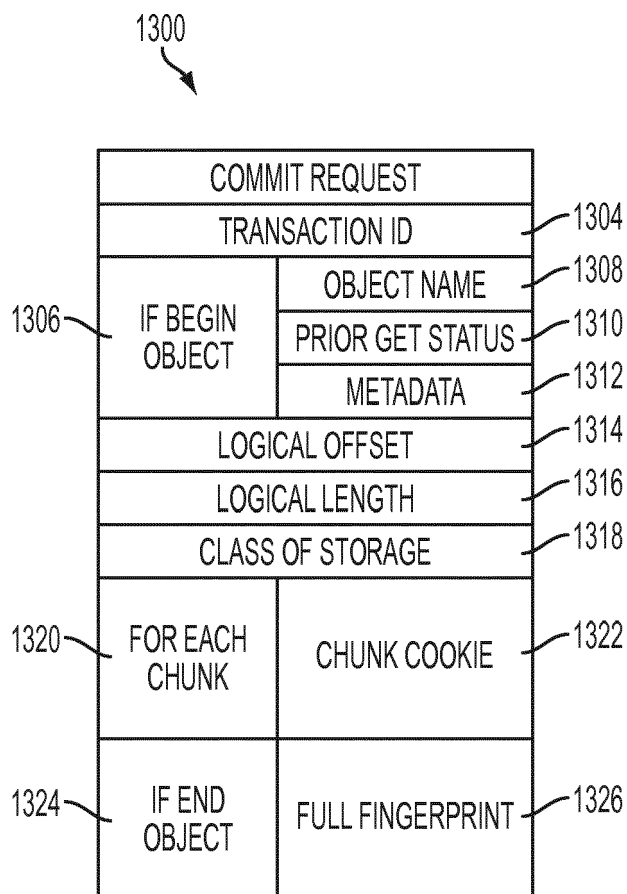 1300
COMMIT REQUEST
TRANSACTION ID
1304
1306
IF BEGIN
OBJECT
OBJECT NAME
1308
PRIOR GET STATUS
1310
METADATA
1312
LOGICAL OFFSET
1314
LOGICAL LENGTH
1316
CLASS OF STORAGE
1318
1320
FOR EACH
CHUNK
CHUNK COOKIE
1322
1324
IF END
OBJECT
FULL FINGERPRINT
1326